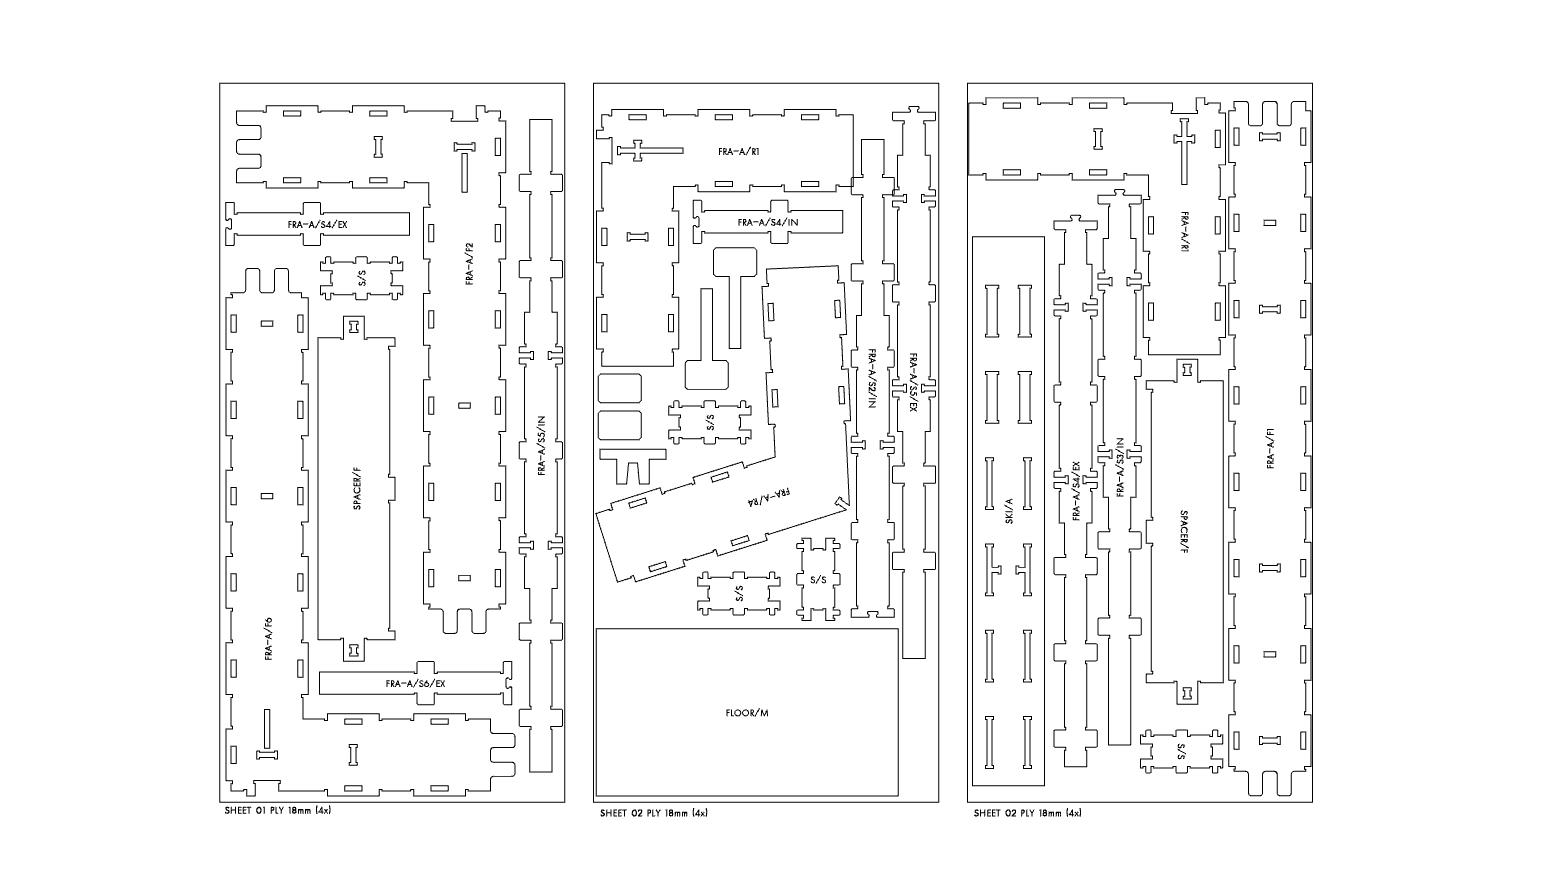 FRA-A/S4/EX
S/S
FRA-A/F2
FRA-A/S5/IN
SPACER/F
FRA-A/F6
FRA-A/S6/EX
SHEET 01 PLY 18mm (4x)
FRA-A/R1
FRA-A/S4/IN
FRA-A/S2/IN
FRA-A/S5/EX
S/S
FRA-A/R4
S/S
S/S
FLOOR/M
SHEET 02 PLY 18mm (4x)
FRA-A/R1
FRA-A/F1
FRA-A/S3/IN
FRA-A/S4/EX
SKI/A
SPACER/F
S/S
SHEET 02 PLY 18mm (4x)